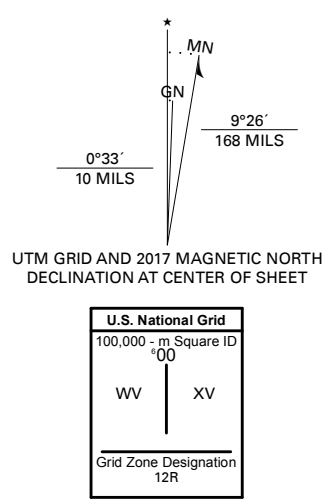 ★
MN
GN
9°26´
168 MILS
0°33´
10 MILS
UTM GRID AND 2017 MAGNETIC NORTH
DECLINATION AT CENTER OF SHEET
U.S. National Grid
100,000 - m Square ID
⁶00
WV XV
Grid Zone Designation
12R